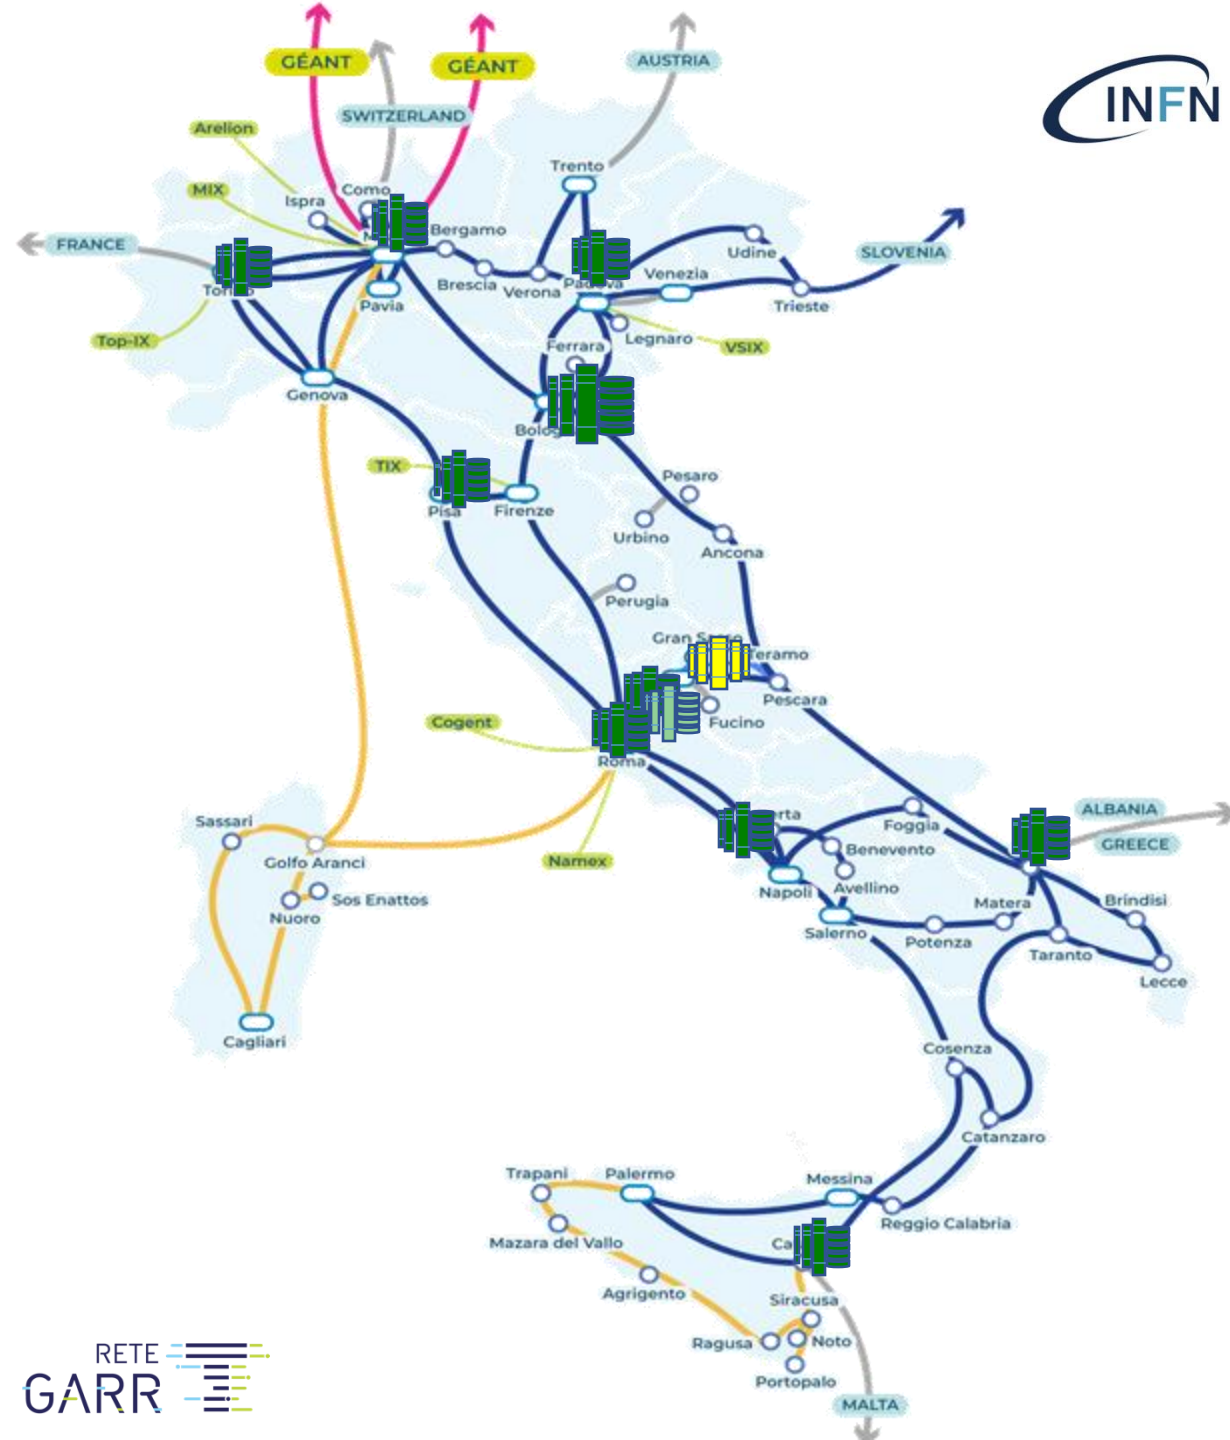 GÉANT
GÉANT
AUSTRIA
SWITZERLAND
INFN
Arelion
Trento
MIX
Como
Ispra
Bergamo
FRANCE
Udine
SLOVENIA
Venezia
Brescia
Verona
Pavia
Trieste
Top-IX
Legnaro
VSIX
Ferrara
Genova
TIX
Pesaro
Pisa
Firenze
Urbino
Ancona
Perugia
Gran Sasso
Teramo
Pescara
Cogent
Fucino
Roma
ALBANIA
Sassari
Foggia
GREECE
Benevento
Golfo Aranci
Namex
Napoli
Avellino
Sos Enattos
Matera
Brindisi
Nuoro
Salerno
Potenza
Taranto
Lecce
Cagliari
Cosenza
Catanzaro
Trapani
Palermo
Messina
Reggio Calabria
Mazara del Vallo
Agrigento
Siracusa
Ragusa
Noto
Portopalo
RETE
GARR
MALTA